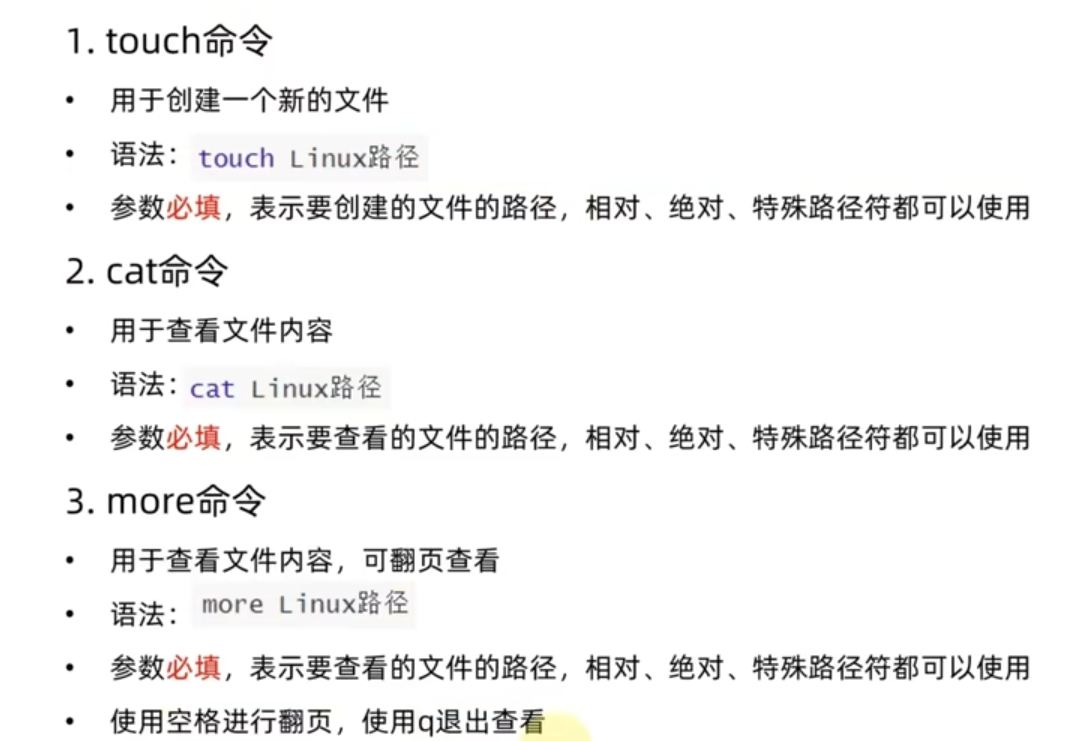 1. touch命令
• 用于创建一个新的文件
• 语法：touch Linux路径
• 参数必填，表示要创建的文件的路径，相对、绝对、特殊路径符都可以使用
2. cat命令
• 用于查看文件内容
• 语法：cat Linux路径
• 参数必填，表示要查看的文件的路径，相对、绝对、特殊路径符都可以使用
3. more命令
• 用于查看文件内容，可翻页查看
• 语法：more Linux路径
• 参数必填，表示要查看的文件的路径，相对、绝对、特殊路径符都可以使用
• 使用空格进行翻页，使用q退出查看